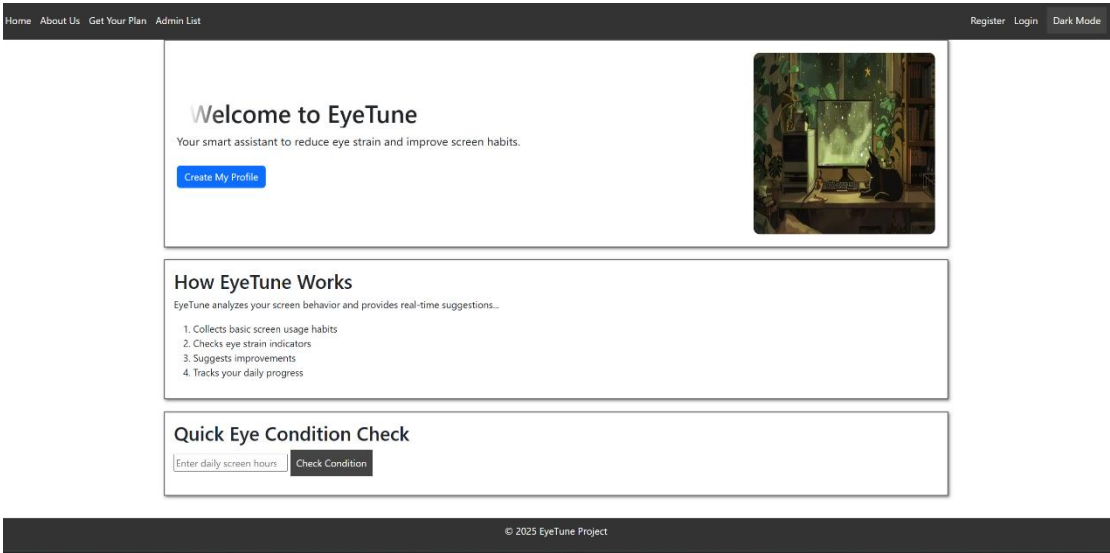 Home About Us Get Your Plan Admin List Register Login Dark Mode
Welcome to EyeTune
Your smart assistant to reduce eye strain and improve screen habits.
Create My Profile
How EyeTune Works
EyeTune analyzes your screen behavior and provides real-time suggestions...
1. Collects basic screen usage habits
2. Checks eye strain indicators
3. Suggests improvements
4. Tracks your daily progress
Quick Eye Condition Check
Enter daily screen hours Check Condition
© 2025 EyeTune Project